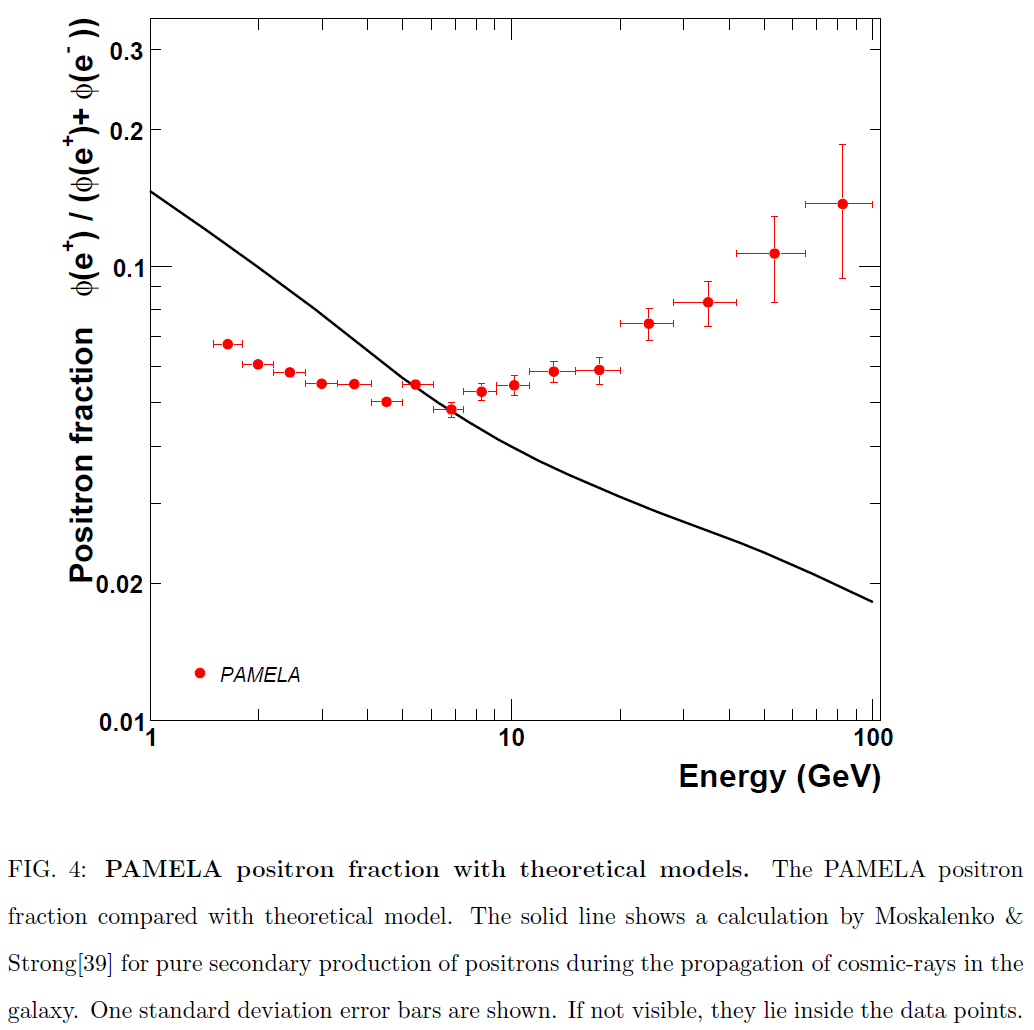 0.3
0.2
0.1
0.02
0.01
Positron fraction ϕ(e⁺) / (ϕ(e⁺)+ ϕ(e⁻))
PAMELA
1 10 100
Energy (GeV)
FIG. 4: PAMELA positron fraction with theoretical models. The PAMELA positron
fraction compared with theoretical model. The solid line shows a calculation by Moskalenko &
Strong[39] for pure secondary production of positrons during the propagation of cosmic-rays in the
galaxy. One standard deviation error bars are shown. If not visible, they lie inside the data points.